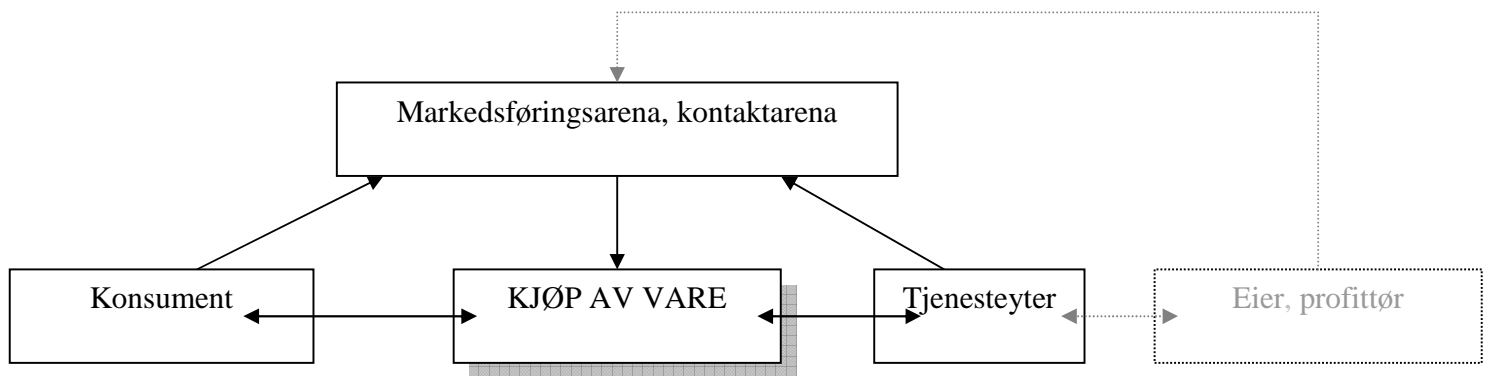 Markedsføringsarena, kontaktarena
Konsument
KJØP AV VARE
Tjenesteyter
Eier, profittør